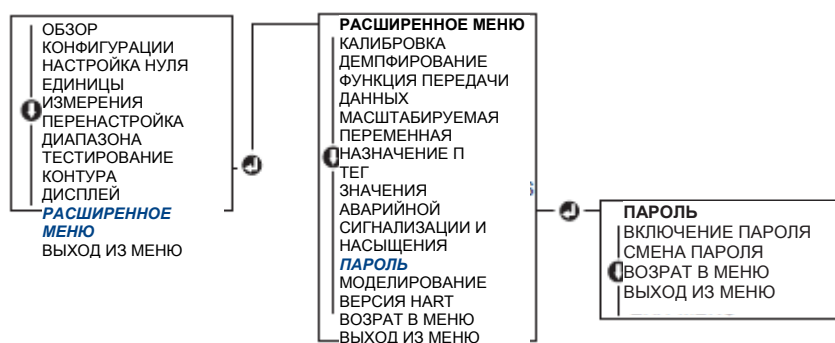 ОБЗОР
КОНФИГУРАЦИИ
НАСТРОЙКА НУЛЯ
ЕДИНИЦЫ
ИЗМЕРЕНИЯ
ПЕРЕНАСТРОЙКА
ДИАПАЗОНА
ТЕСТИРОВАНИЕ
КОНТУРА
ДИСПЛЕЙ
РАСШИРЕННОЕ
МЕНЮ
ВЫХОД ИЗ МЕНЮ
РАСШИРЕННОЕ МЕНЮ
КАЛИБРОВКА
ДЕМПФИРОВАНИЕ
ФУНКЦИЯ ПЕРЕДАЧИ
ДАННЫХ
МАСШТАБИРУЕМАЯ
ПЕРЕМЕННАЯ
НАЗНАЧЕНИЕ П
ТЕГ
ЗНАЧЕНИЯ
АВАРИЙНОЙ
СИГНАЛИЗАЦИИ И
НАСЫЩЕНИЯ
ПАРОЛЬ
МОДЕЛИРОВАНИЕ
ВЕРСИЯ HART
ВОЗРАТ В МЕНЮ
ВЫХОД ИЗ МЕНЮ
ПАРОЛЬ
ВКЛЮЧЕНИЕ ПАРОЛЯ
СМЕНА ПАРОЛЯ
ВОЗРАТ В МЕНЮ
ВЫХОД ИЗ МЕНЮ